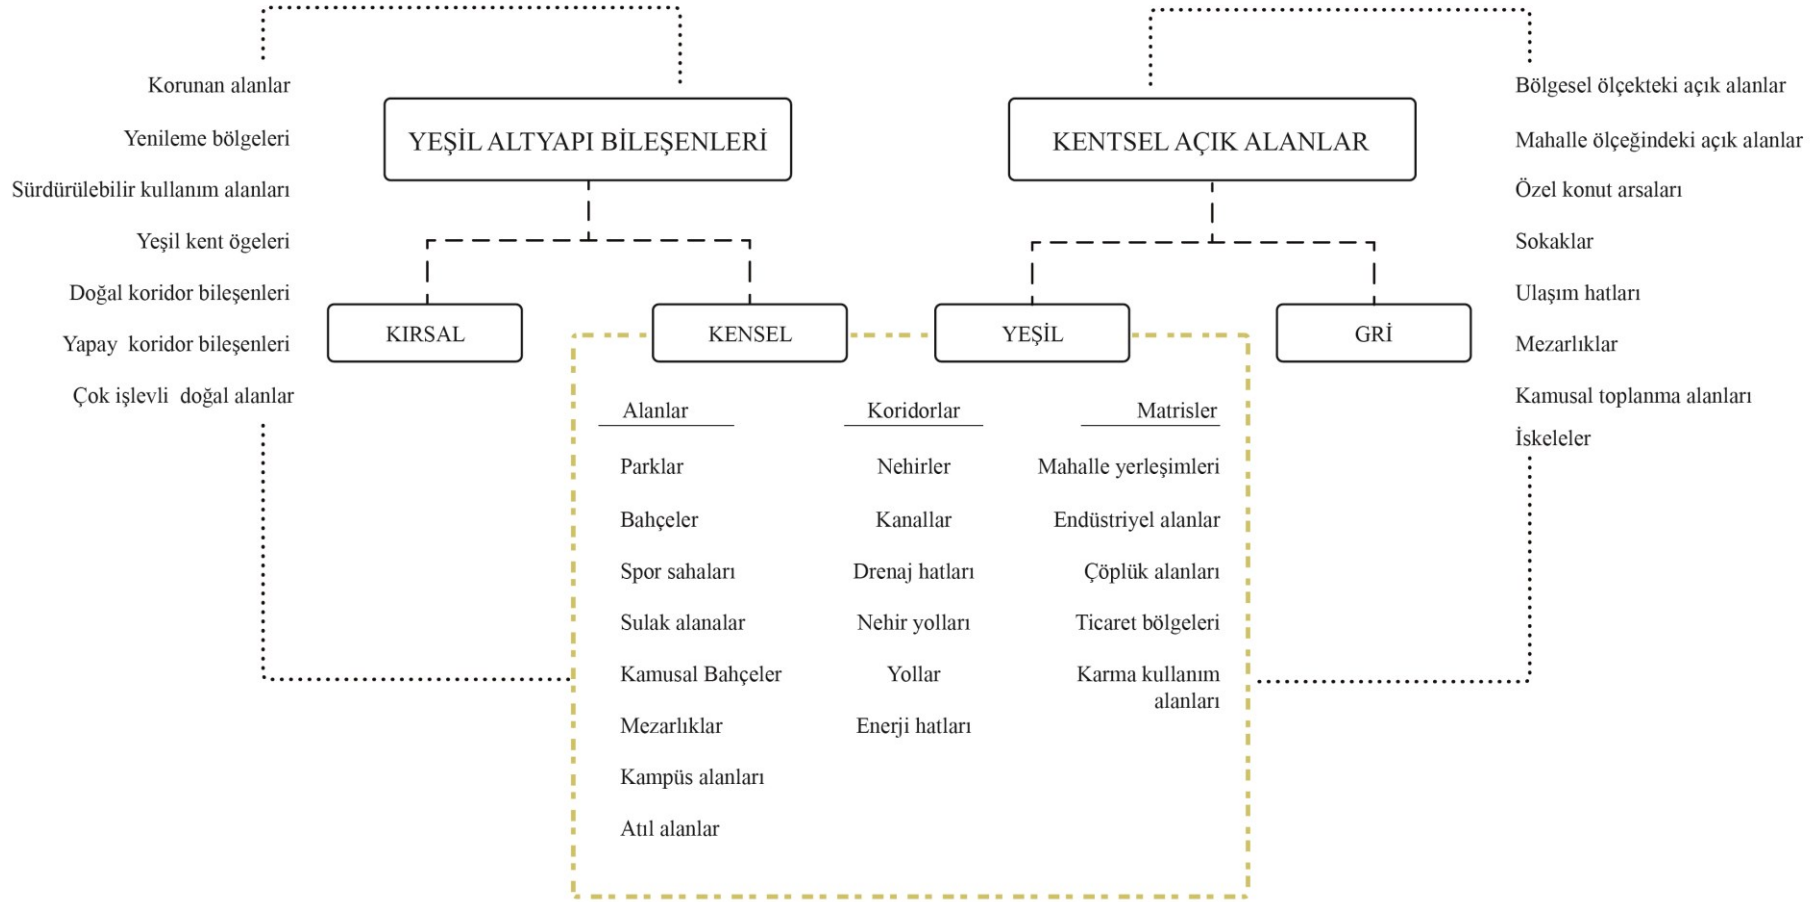 Korunan alanlar
Yenileme bölgeleri
Sürdürülebilir kullanım alanları
Yeşil kent ögeleri
Doğal koridor bileşenleri
Yapay koridor bileşenleri
Çok işlevli doğal alanlar
YEŞİL ALTYAPI BİLEŞENLERİ
KIRSAL
KENSEL
KENTSEL AÇIK ALANLAR
YEŞİL
GRİ
Bölgesel ölçekteki açık alanlar
Mahalle ölçeğindeki açık alanlar
Özel konut arsaları
Sokaklar
Ulaşım hatları
Mezarlıklar
Kamusal toplanma alanları
İskeleler
Alanlar
Parklar
Bahçeler
Spor sahaları
Sulak alanalar
Kamusal Bahçeler
Mezarlıklar
Kampüs alanları
Atıl alanlar
Koridorlar
Nehirler
Kanallar
Drenaj hatları
Nehir yolları
Yollar
Enerji hatları
Matrisler
Mahalle yerleşimleri
Endüstriyel alanlar
Çöplük alanları
Ticaret bölgeleri
Karma kullanım
alanları